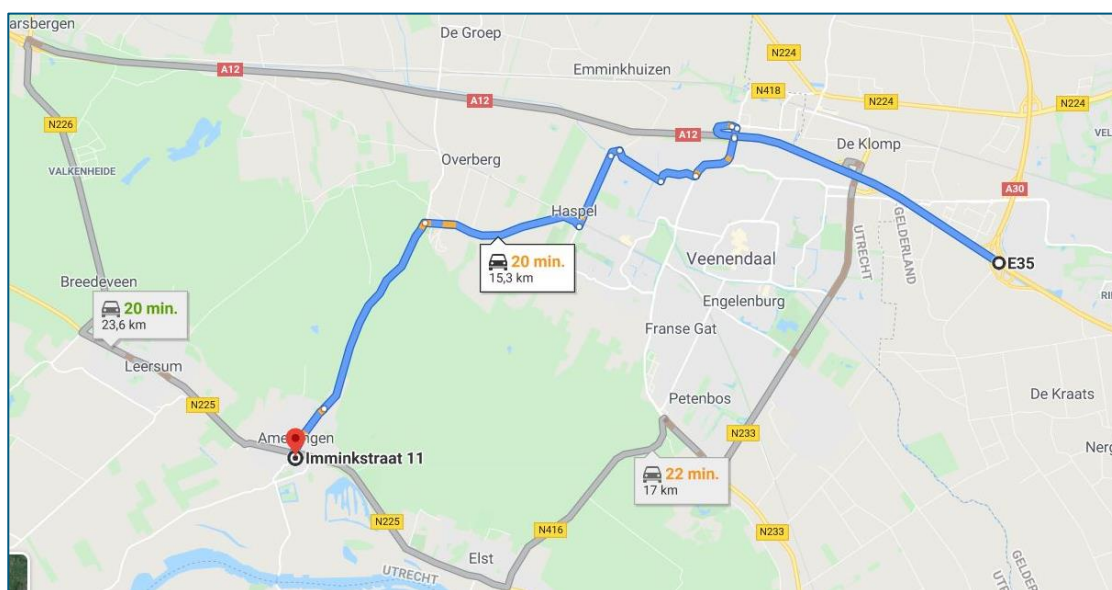 arsbergen
De Groep
N224
Emminkhuizen
A12
N418
N224
N224
A12
A12
De Klomp
N226
VALKENHEIDE
Overberg
A30
Haspel
GELDERLAND
UTRECHT
E35
20 min.
15,3 km
Veenendaal
Breedeveen
Engelenburg
20 min.
23,6 km
Franse Gat
Leersum
Petenbos
De Kraats
N225
N233
Imminkstraat 11
22 min.
17 km
N225
N416
N233
Elst
UTRECHT
GELDERLAND